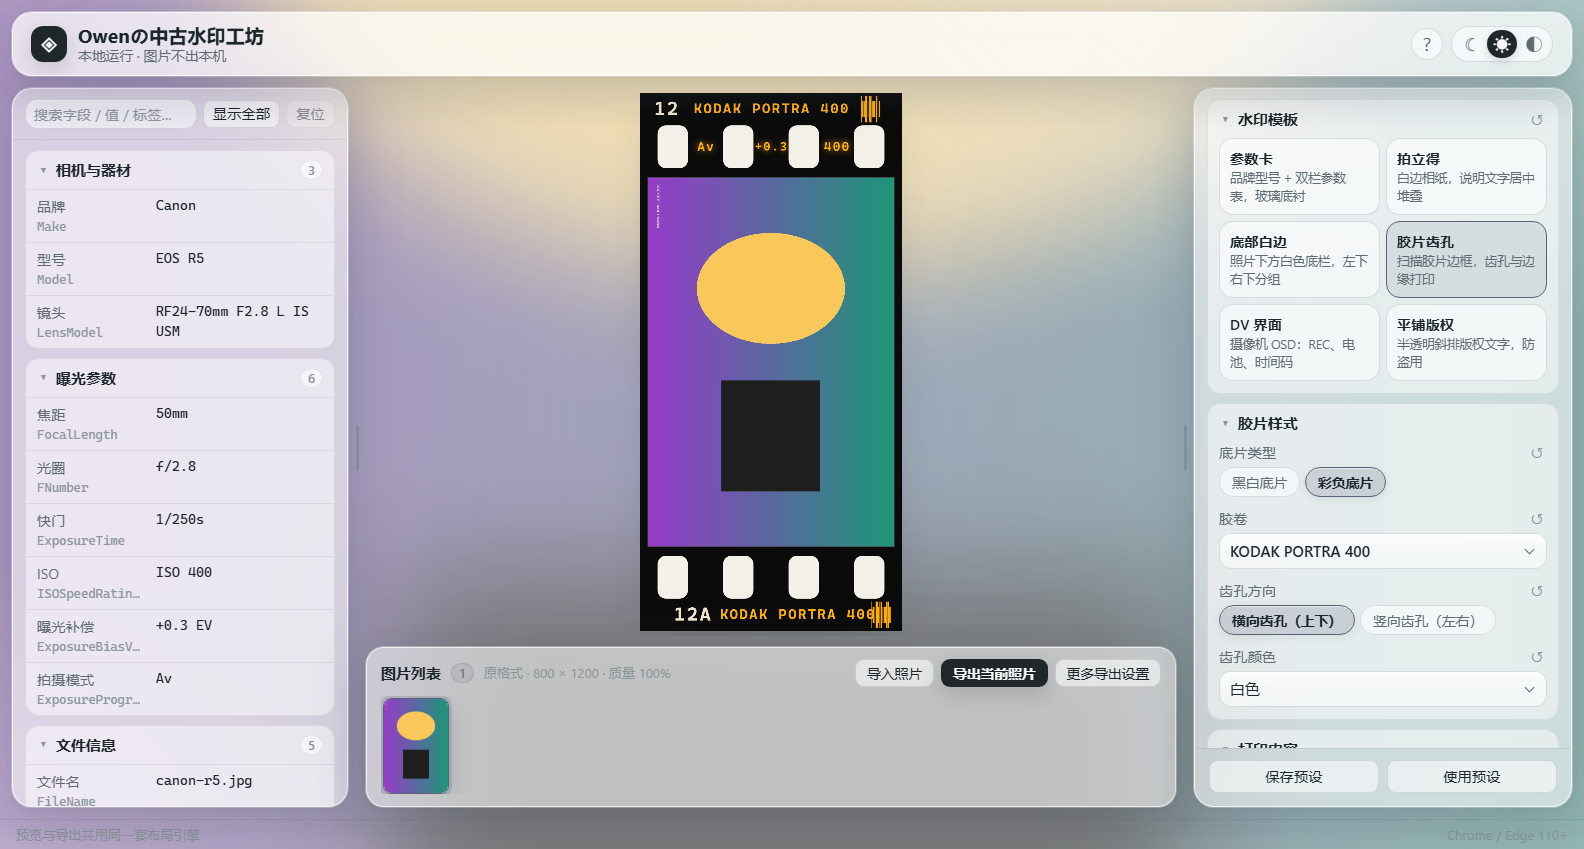 Owenの中古水印工坊
本地运行 · 图片不出本机
?
搜索字段 / 值 / 标签...
显示全部
复位
相机与器材
3
品牌
Make
Canon
型号
Model
EOS R5
镜头
LensModel
RF24-70mm F2.8 L IS
USM
曝光参数
6
焦距
FocalLength
50mm
光圈
FNumber
f/2.8
快门
ExposureTime
1/250s
ISO
ISOSpeedRatin…
ISO 400
曝光补偿
ExposureBiasV…
+0.3 EV
拍摄模式
ExposureProgr…
Av
文件信息
5
文件名
FileName
canon-r5.jpg
12 KODAK PORTRA 400
Av +0.3 400
12A KODAK PORTRA 400
图片列表
1
原格式 · 800 × 1200 · 质量 100%
导入照片
导出当前照片
更多导出设置
水印模板
参数卡
品牌型号 + 双栏参数
表，玻璃底衬
拍立得
白边相纸，说明文字居中
堆叠
底部白边
照片下方白色底栏，左下
右下分组
胶片齿孔
扫描胶片边框，齿孔与边
缘打印
DV 界面
摄像机 OSD：REC、电
池、时间码
平铺版权
半透明斜排版权文字，防
盗用
胶片样式
底片类型
黑白底片
彩负底片
胶卷
KODAK PORTRA 400
齿孔方向
横向齿孔（上下）
竖向齿孔（左右）
齿孔颜色
白色
打印内容
保存预设
使用预设
预览与导出共用同一套布局引擎
Chrome / Edge 110+